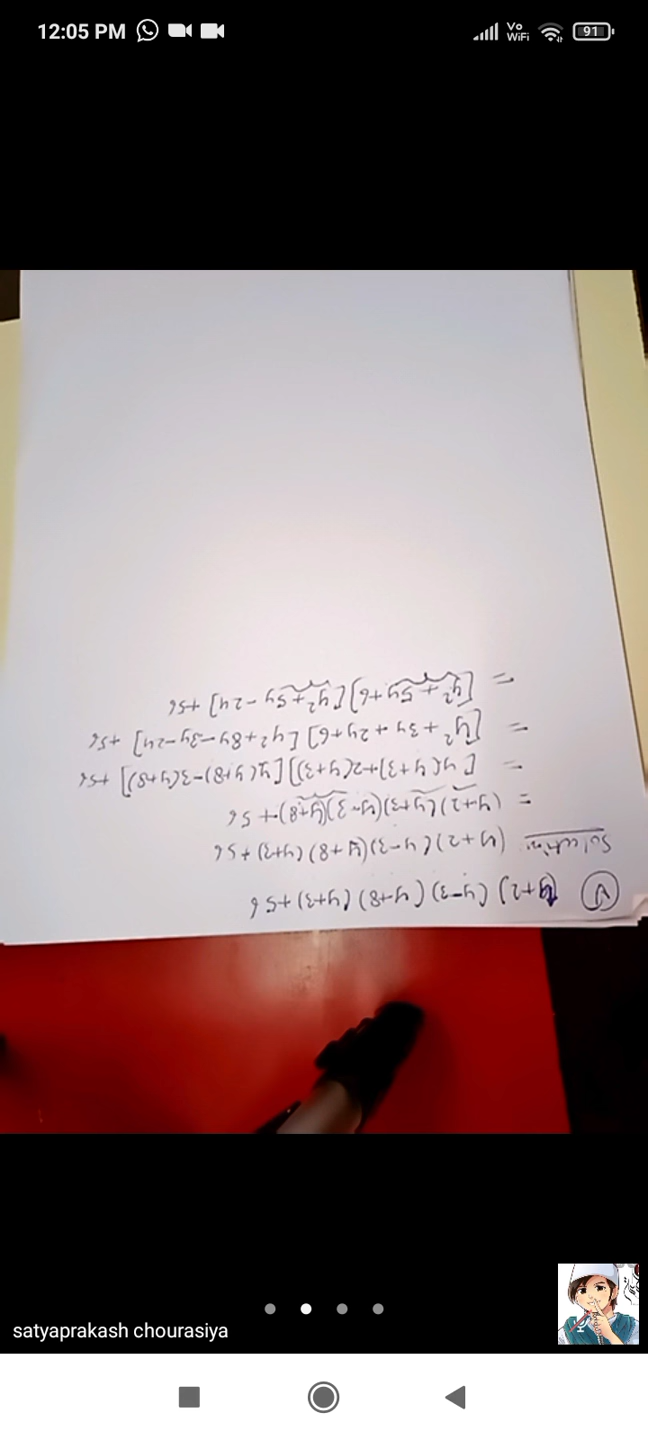 12:05 PM
Vo WiFi 91
(y+2) (y-3) (y+8) (y+3) +56
Solution: (y+2) (y-3)(y+8) (y+3) +56
= (y+2)(y+3)(y-3)(y+8)+56
= [y(y+3)+2(y+3)][y(y+8)-3(y+8)] +56
= [y²+3y+2y+6] [y²+8y-3y-24] +56
= [y²+5y+6][y²+5y-24] +56
satyaprakash chourasiya